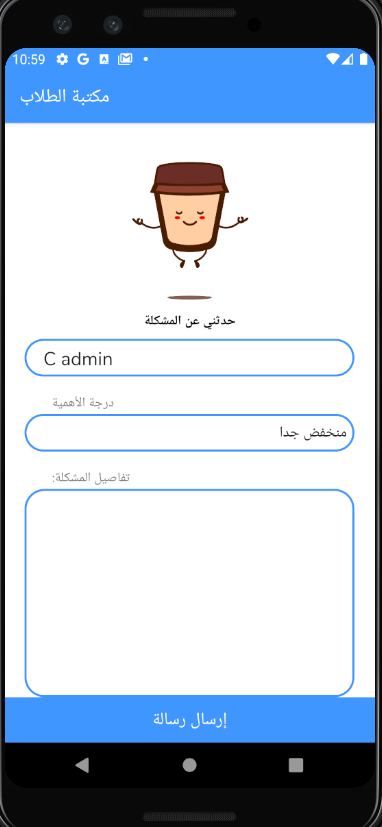 10:59
مكتبة الطلاب
حدثني عن المشكلة
C admin
درجة الأهمية
منخفض جدا
تفاصيل المشكلة:
إرسال رسالة